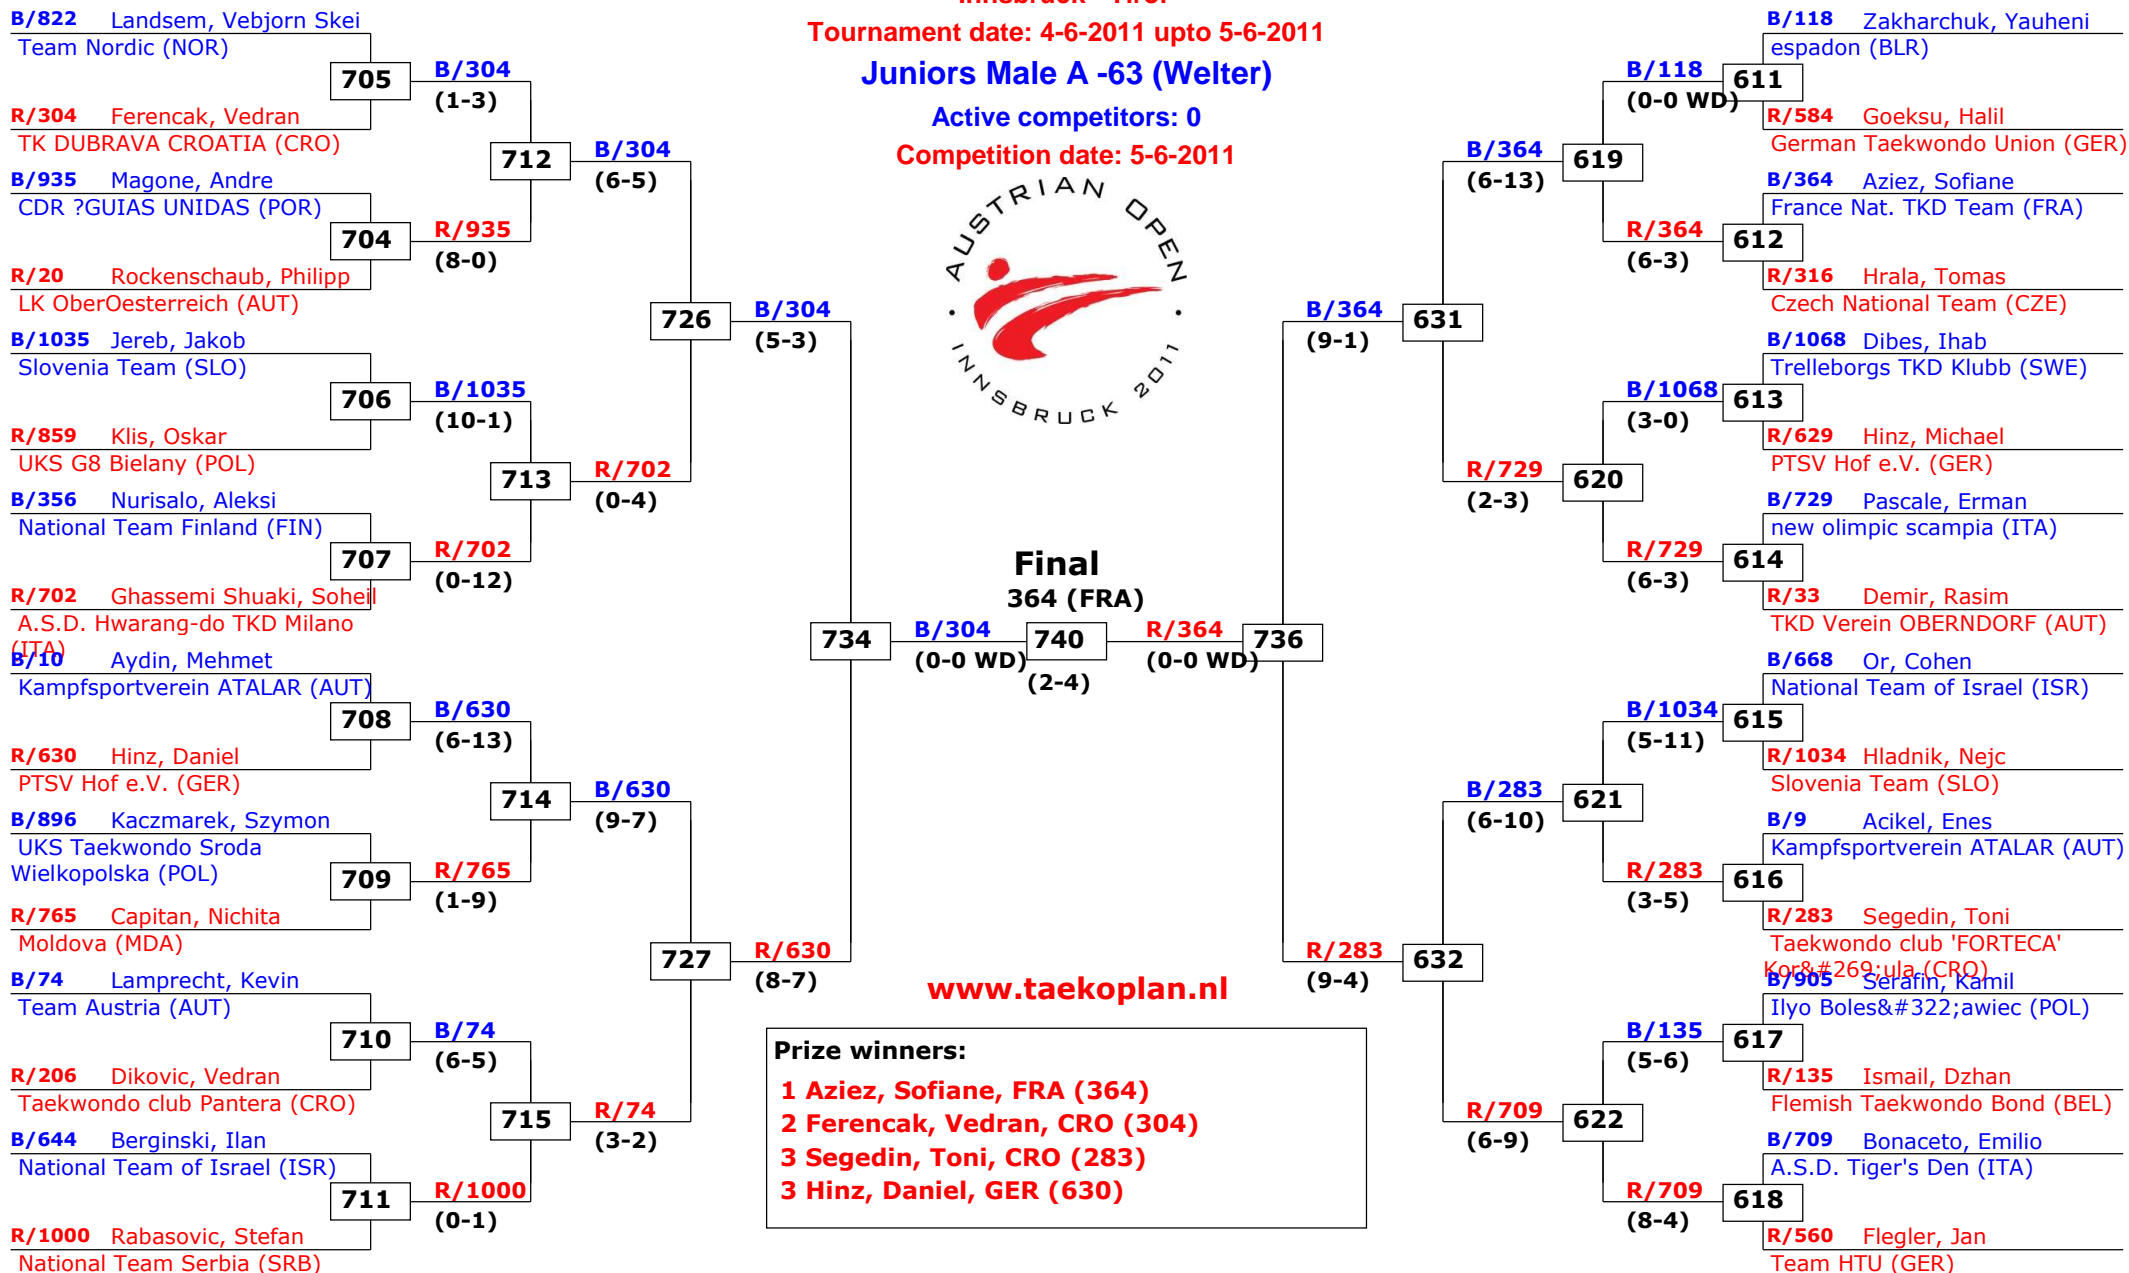 Innsbruck - Tirol
Tournament date: 4-6-2011 upto 5-6-2011
Juniors Male A -63 (Welter)
Active competitors: 0
Competition date: 5-6-2011
AUSTRIAN OPEN
INNSBRUCK 2011
B/822 Landsem, Vebjorn Skei
Team Nordic (NOR)
705
R/304 Ferencak, Vedran
TK DUBRAVA CROATIA (CRO)
B/935 Magone, Andre
CDR ?GUIAS UNIDAS (POR)
704
R/20 Rockenschaub, Philipp
LK OberOesterreich (AUT)
B/1035 Jereb, Jakob
Slovenia Team (SLO)
706
R/859 Klis, Oskar
UKS G8 Bielany (POL)
B/356 Nurisalo, Aleksi
National Team Finland (FIN)
707
R/702 Ghassemi Shuaki, Soheil
A.S.D. Hwarang-do TKD Milano
(ITA)
B/10 Aydin, Mehmet
Kampfsportverein ATALAR (AUT)
708
R/630 Hinz, Daniel
PTSV Hof e.V. (GER)
B/896 Kaczmarek, Szymon
UKS Taekwondo Sroda
Wielkopolska (POL)
709
R/765 Capitan, Nichita
Moldova (MDA)
B/74 Lamprecht, Kevin
Team Austria (AUT)
710
R/206 Dikovic, Vedran
Taekwondo club Pantera (CRO)
B/644 Berginski, Ilan
National Team of Israel (ISR)
711
R/1000 Rabasovic, Stefan
National Team Serbia (SRB)
B/304
(1-3)
712
R/935
(8-0)
B/1035
(10-1)
713
R/702
(0-12)
B/630
(6-13)
714
R/765
(1-9)
B/74
(6-5)
715
R/1000
(0-1)
B/304
(6-5)
726
R/702
(0-4)
B/630
(9-7)
727
R/74
(3-2)
B/304
(5-3)
734
R/630
(8-7)
B/304
(0-0 WD)
Final
364 (FRA)
740
(2-4)
R/364
(0-0 WD)
736
B/364
(9-1)
631
R/283
(9-4)
632
B/364
(6-13)
619
R/729
(2-3)
620
B/283
(6-10)
621
R/709
(6-9)
622
B/118
(0-0 WD)
611
R/364
(6-3)
612
B/1068
(3-0)
613
R/729
(6-3)
614
B/1034
(5-11)
615
R/283
(3-5)
616
B/135
(5-6)
617
R/709
(8-4)
618
B/118 Zakharchuk, Yauheni
espadon (BLR)
R/584 Goeksu, Halil
German Taekwondo Union (GER)
B/364 Aziez, Sofiane
France Nat. TKD Team (FRA)
R/316 Hrala, Tomas
Czech National Team (CZE)
B/1068 Dibes, Ihab
Trelleborgs TKD Klubb (SWE)
R/629 Hinz, Michael
PTSV Hof e.V. (GER)
B/729 Pascale, Erman
new olimpic scampia (ITA)
R/33 Demir, Rasim
TKD Verein OBERNDORF (AUT)
B/668 Or, Cohen
National Team of Israel (ISR)
R/1034 Hladnik, Nejc
Slovenia Team (SLO)
B/9 Acikel, Enes
Kampfsportverein ATALAR (AUT)
R/283 Segedin, Toni
Taekwondo club 'FORTECA'
Kor&#269;ula (CRO)
B/905 Serafin, Kamil
Ilyo Boles&#322;awiec (POL)
R/135 Ismail, Dzhan
Flemish Taekwondo Bond (BEL)
B/709 Bonaceto, Emilio
A.S.D. Tiger's Den (ITA)
R/560 Flegler, Jan
Team HTU (GER)
www.taekoplan.nl
Prize winners:
1 Aziez, Sofiane, FRA (364)
2 Ferencak, Vedran, CRO (304)
3 Segedin, Toni, CRO (283)
3 Hinz, Daniel, GER (630)